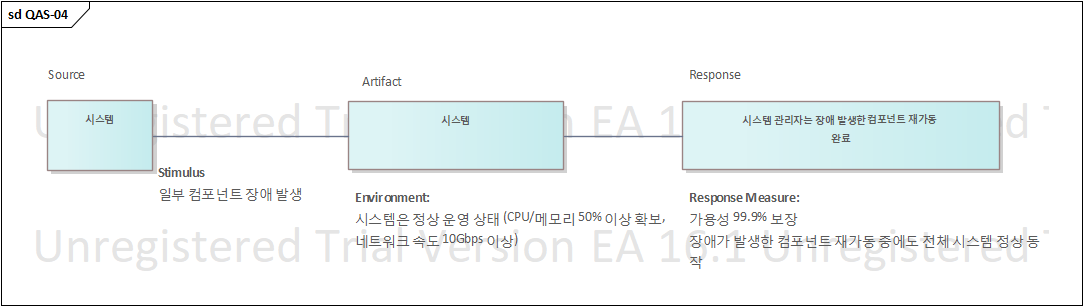 sd QAS-04
Source
Artifact
Response
시스템
시스템
시스템 관리자는 장애 발생한 컴포넌트 재가동
완료
Stimulus
일부 컴포넌트 장애 발생
Environment:
시스템은 정상 운영 상태 (CPU/메모리 50% 이상 확보,
네트워크 속도 10Gbps 이상)
Response Measure:
가용성 99.9% 보장
장애가 발생한 컴포넌트 재가동 중에도 전체 시스템 정상 동
작
Unregistered Trial Version EA 16.1 Unregistered T
Unregistered Trial Version EA 16.1 Unregistered T